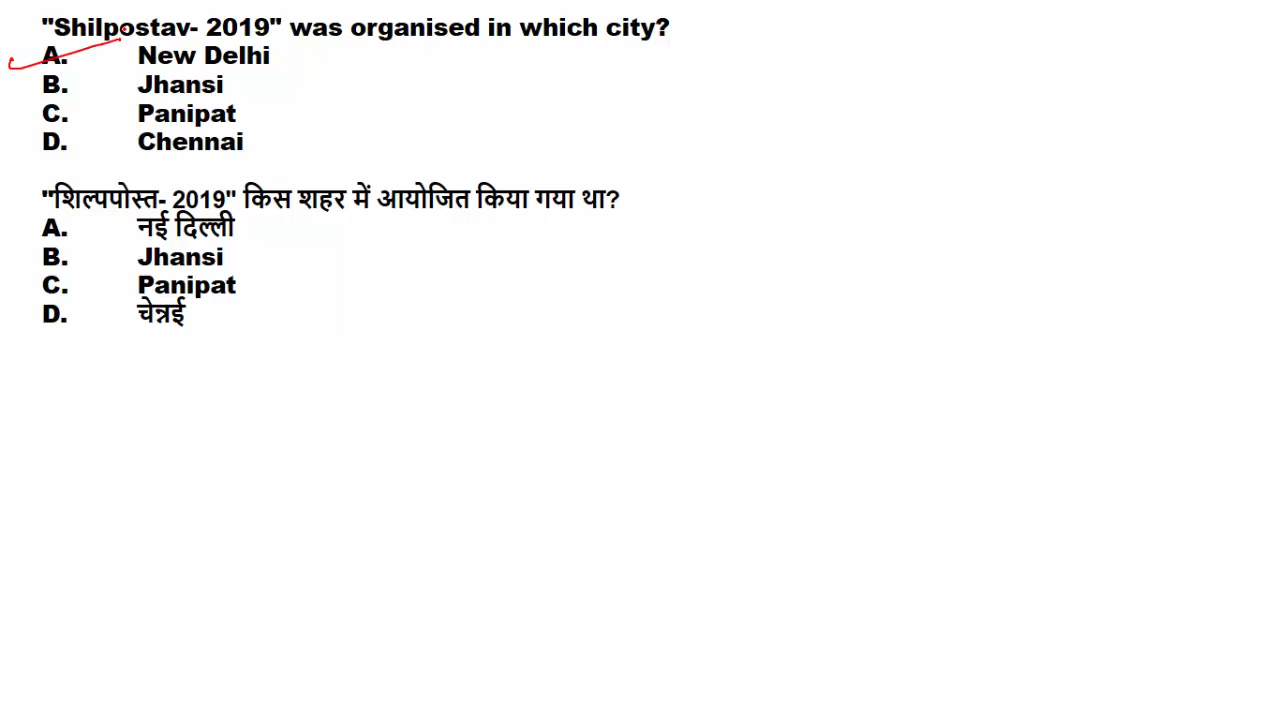 "Shilpostav- 2019" was organised in which city?
A. New Delhi
B. Jhansi
C. Panipat
D. Chennai
"शिल्पपोस्त- 2019" किस शहर में आयोजित किया गया था?
A. नई दिल्ली
B. Jhansi
C. Panipat
D. चेन्नई